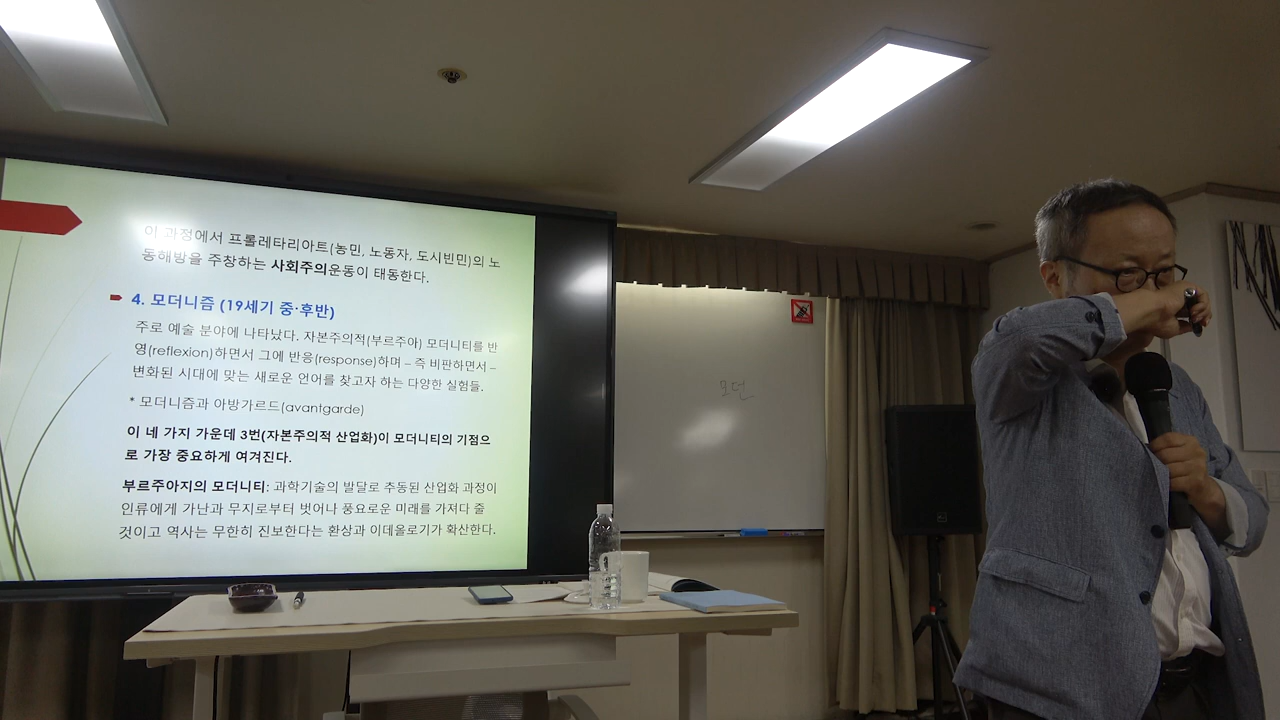 이 과정에서 프롤레타리아트(농민, 노동자, 도시빈민)의 노
동해방을 주창하는 사회주의운동이 태동한다.
4. 모더니즘 (19세기 중·후반)
주로 예술 분야에 나타났다. 자본주의적(부르주아) 모더니티를 반
영(reflexion)하면서 그에 반응(response)하며 – 즉 비판하면서 –
변화된 시대에 맞는 새로운 언어를 찾고자 하는 다양한 실험들.
* 모더니즘과 아방가르드(avantgarde)
이 네 가지 가운데 3번(자본주의적 산업화)이 모더니티의 기점으
로 가장 중요하게 여겨진다.
부르주아지의 모더니티: 과학기술의 발달로 추동된 산업화 과정이
인류에게 가난과 무지로부터 벗어나 풍요로운 미래를 가져다 줄
것이고 역사는 무한히 진보한다는 환상과 이데올로기가 확산한다.
모던